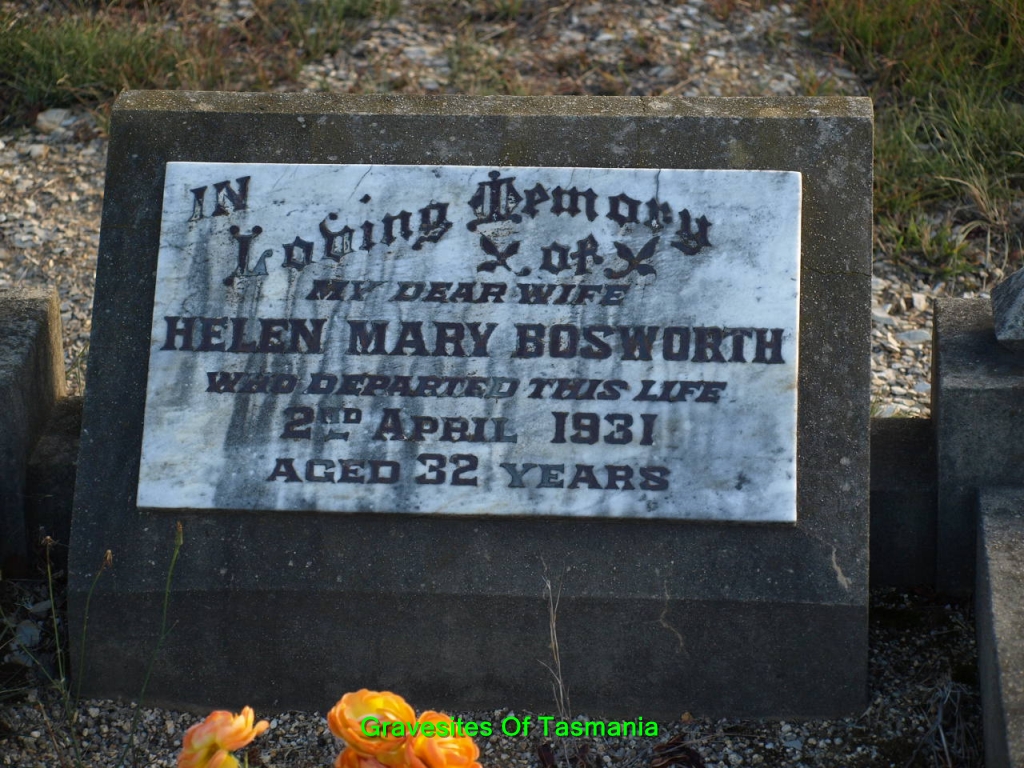 IN
Loving Memory
of
MY DEAR WIFE
HELEN MARY BOSWORTH
WHO DEPARTED THIS LIFE
2ND APRIL 1931
AGED 32 YEARS
Gravesites Of Tasmania